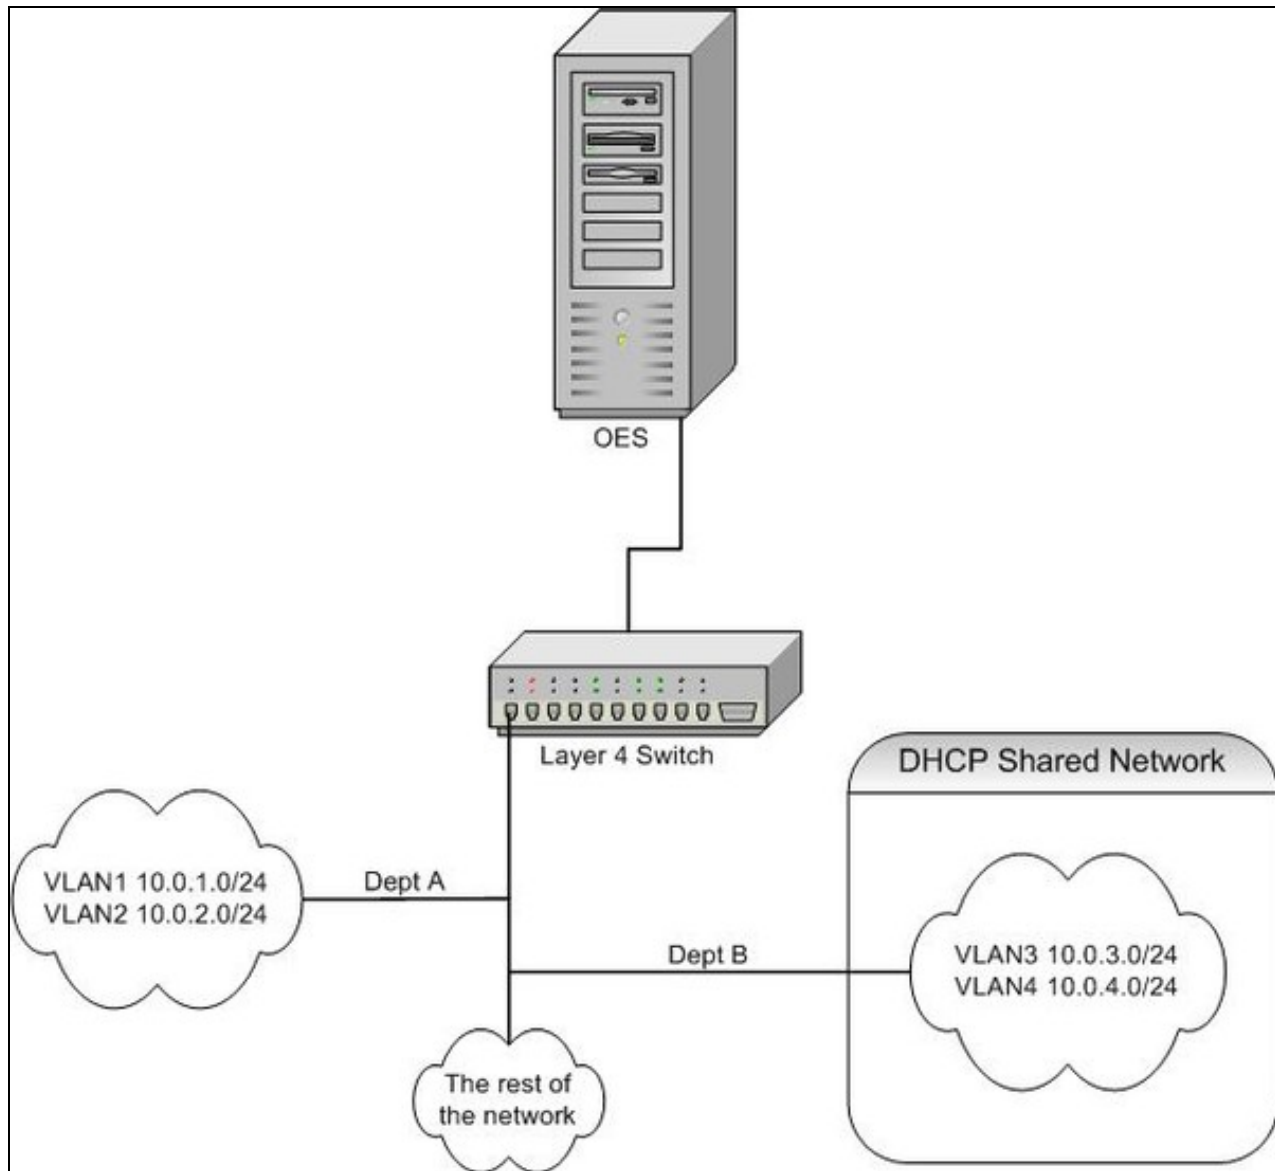 OES
Layer 4 Switch
DHCP Shared Network
VLAN1 10.0.1.0/24
VLAN2 10.0.2.0/24
Dept A
Dept B
VLAN3 10.0.3.0/24
VLAN4 10.0.4.0/24
The rest of
the network